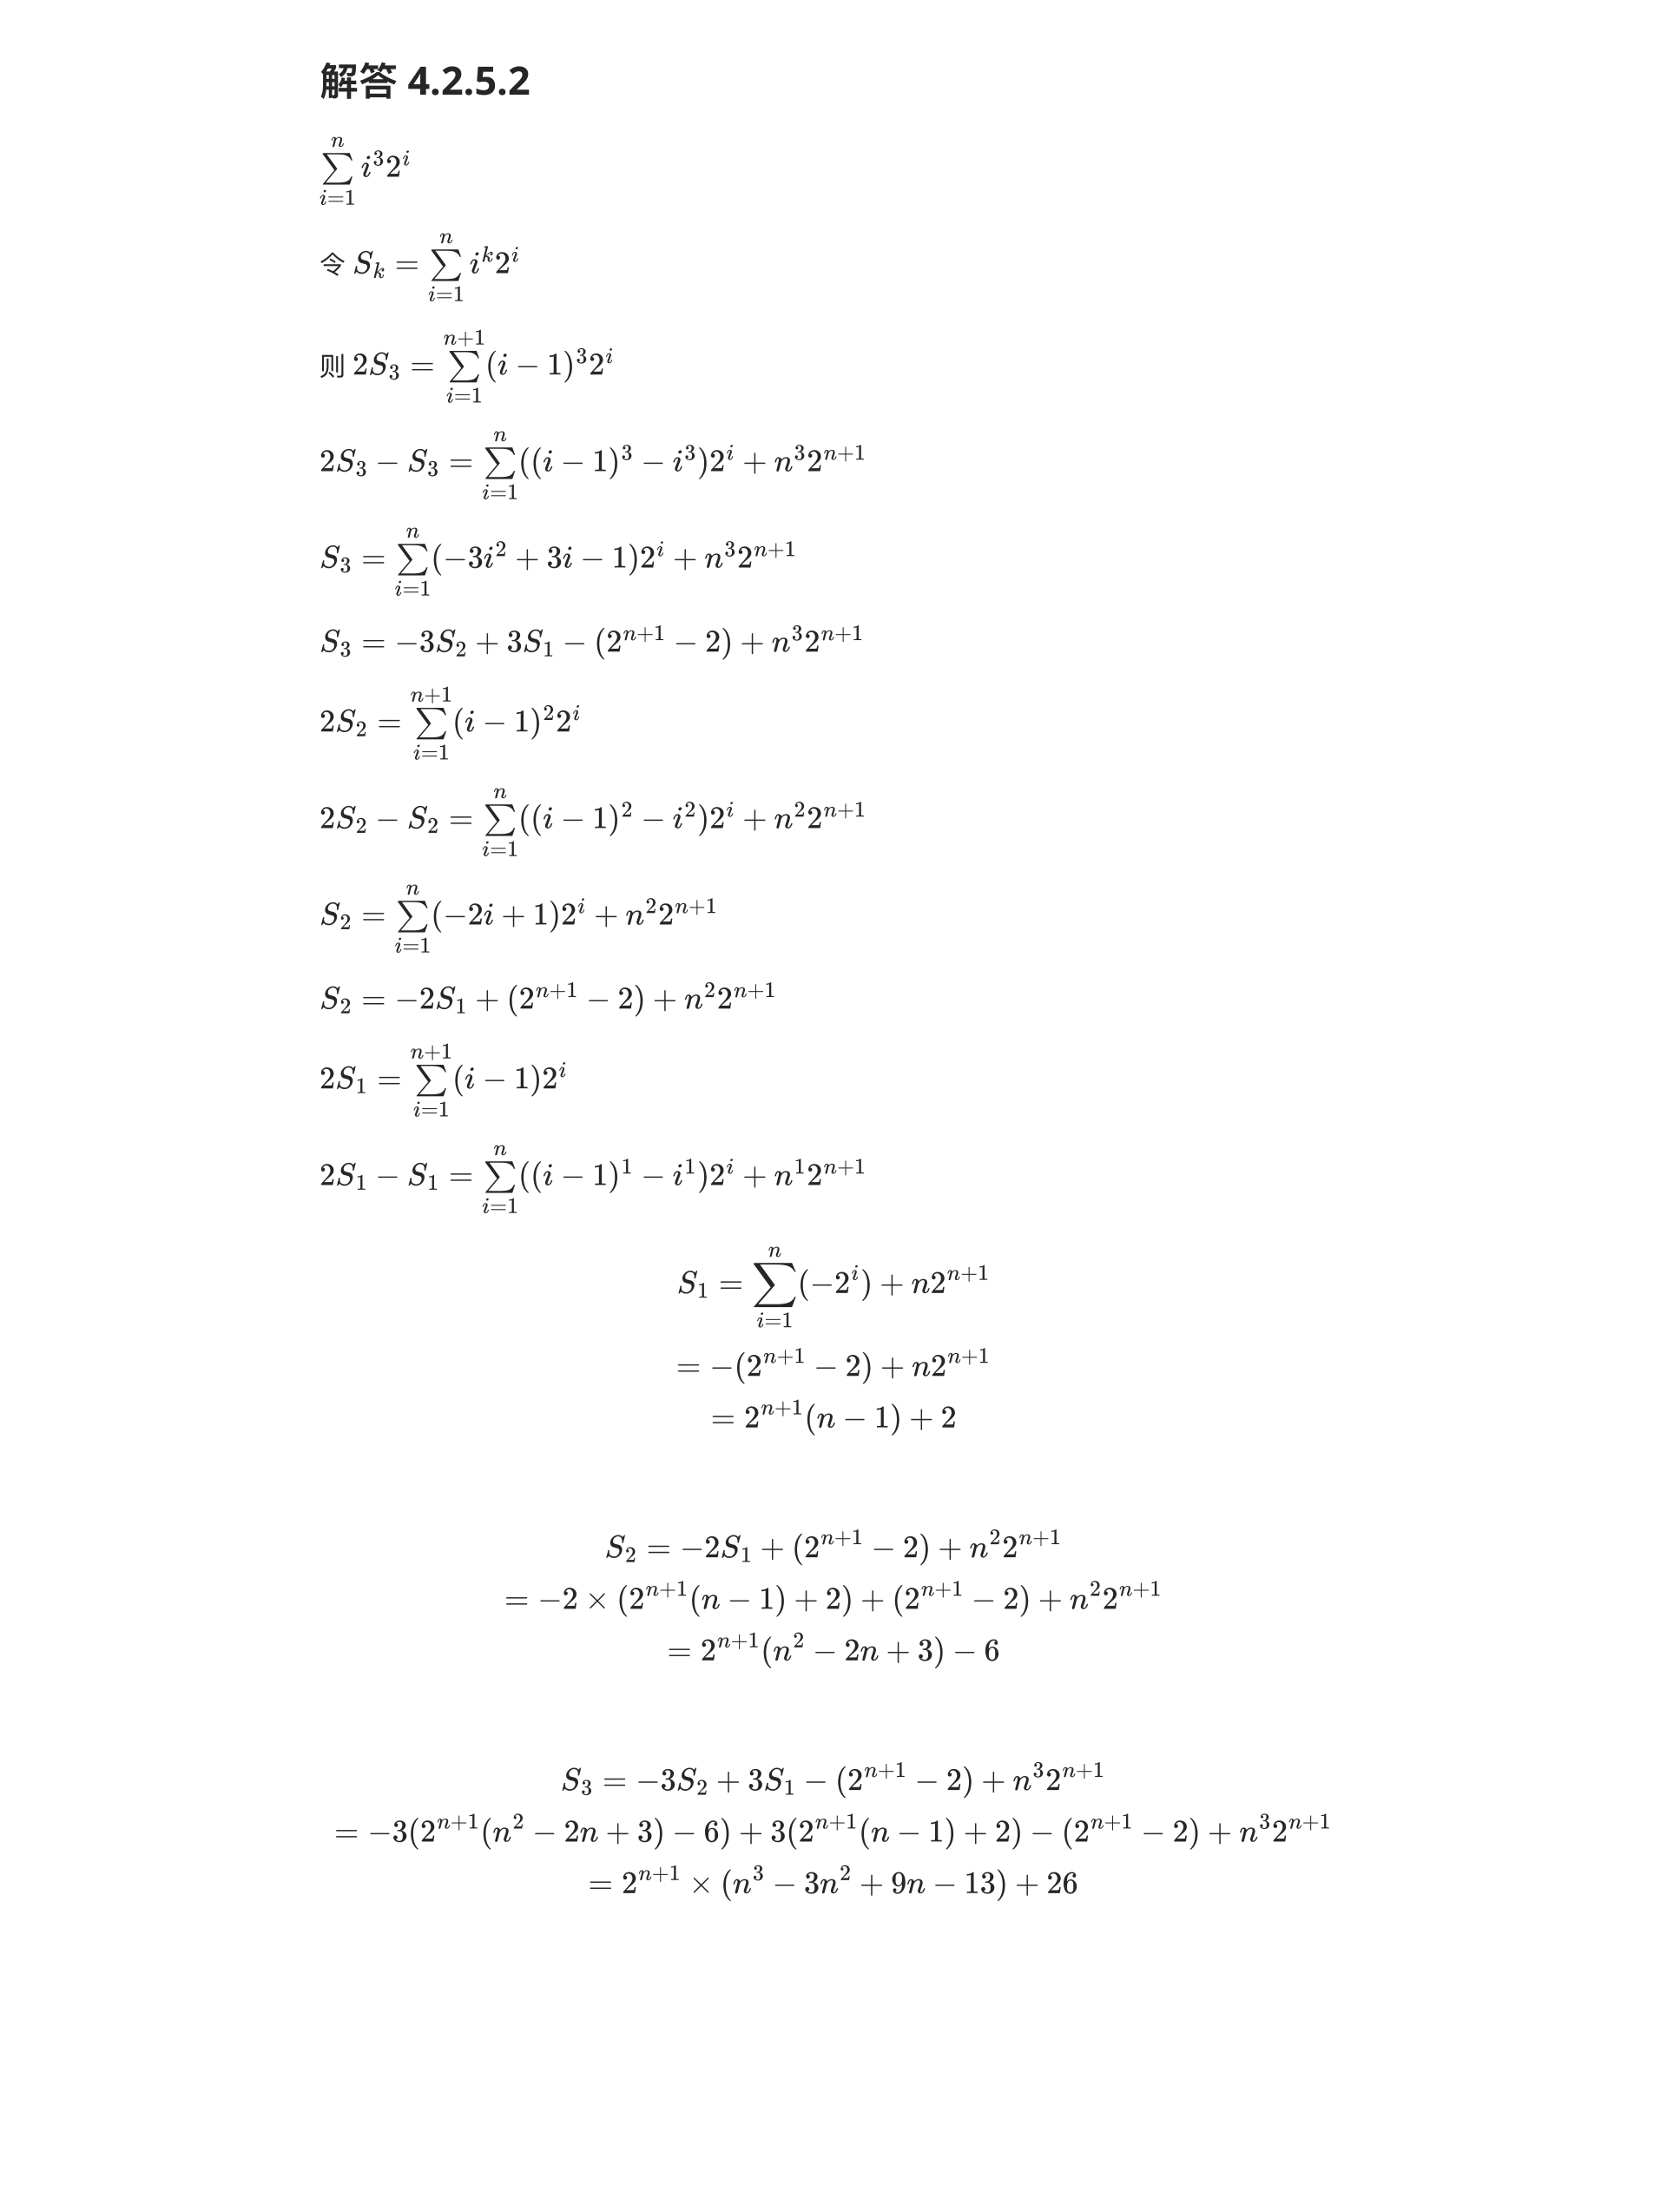 解答 4.2.5.2
$\sum_{i=1}^{n} i^3 2^i$
令 $S_k = \sum_{i=1}^{n} i^k 2^i$
则 $2S_3 = \sum_{i=1}^{n+1} (i-1)^3 2^i$
$2S_3 - S_3 = \sum_{i=1}^{n} ((i-1)^3 - i^3) 2^i + n^3 2^{n+1}$
$S_3 = \sum_{i=1}^{n} (-3i^2 + 3i - 1) 2^i + n^3 2^{n+1}$
$S_3 = -3S_2 + 3S_1 - (2^{n+1} - 2) + n^3 2^{n+1}$
$2S_2 = \sum_{i=1}^{n+1} (i-1)^2 2^i$
$2S_2 - S_2 = \sum_{i=1}^{n} ((i-1)^2 - i^2) 2^i + n^2 2^{n+1}$
$S_2 = \sum_{i=1}^{n} (-2i + 1) 2^i + n^2 2^{n+1}$
$S_2 = -2S_1 + (2^{n+1} - 2) + n^2 2^{n+1}$
$2S_1 = \sum_{i=1}^{n+1} (i-1) 2^i$
$2S_1 - S_1 = \sum_{i=1}^{n} ((i-1)^1 - i^1) 2^i + n^1 2^{n+1}$
$S_1 = \sum_{i=1}^{n} (-2^i) + n 2^{n+1}$
$= -(2^{n+1} - 2) + n 2^{n+1}$
$= 2^{n+1} (n-1) + 2$
$S_2 = -2S_1 + (2^{n+1} - 2) + n^2 2^{n+1}$
$= -2 \times (2^{n+1} (n-1) + 2) + (2^{n+1} - 2) + n^2 2^{n+1}$
$= 2^{n+1} (n^2 - 2n + 3) - 6$
$S_3 = -3S_2 + 3S_1 - (2^{n+1} - 2) + n^3 2^{n+1}$
$= -3(2^{n+1} (n^2 - 2n + 3) - 6) + 3(2^{n+1} (n-1) + 2) - (2^{n+1} - 2) + n^3 2^{n+1}$
$= 2^{n+1} \times (n^3 - 3n^2 + 9n - 13) + 26$